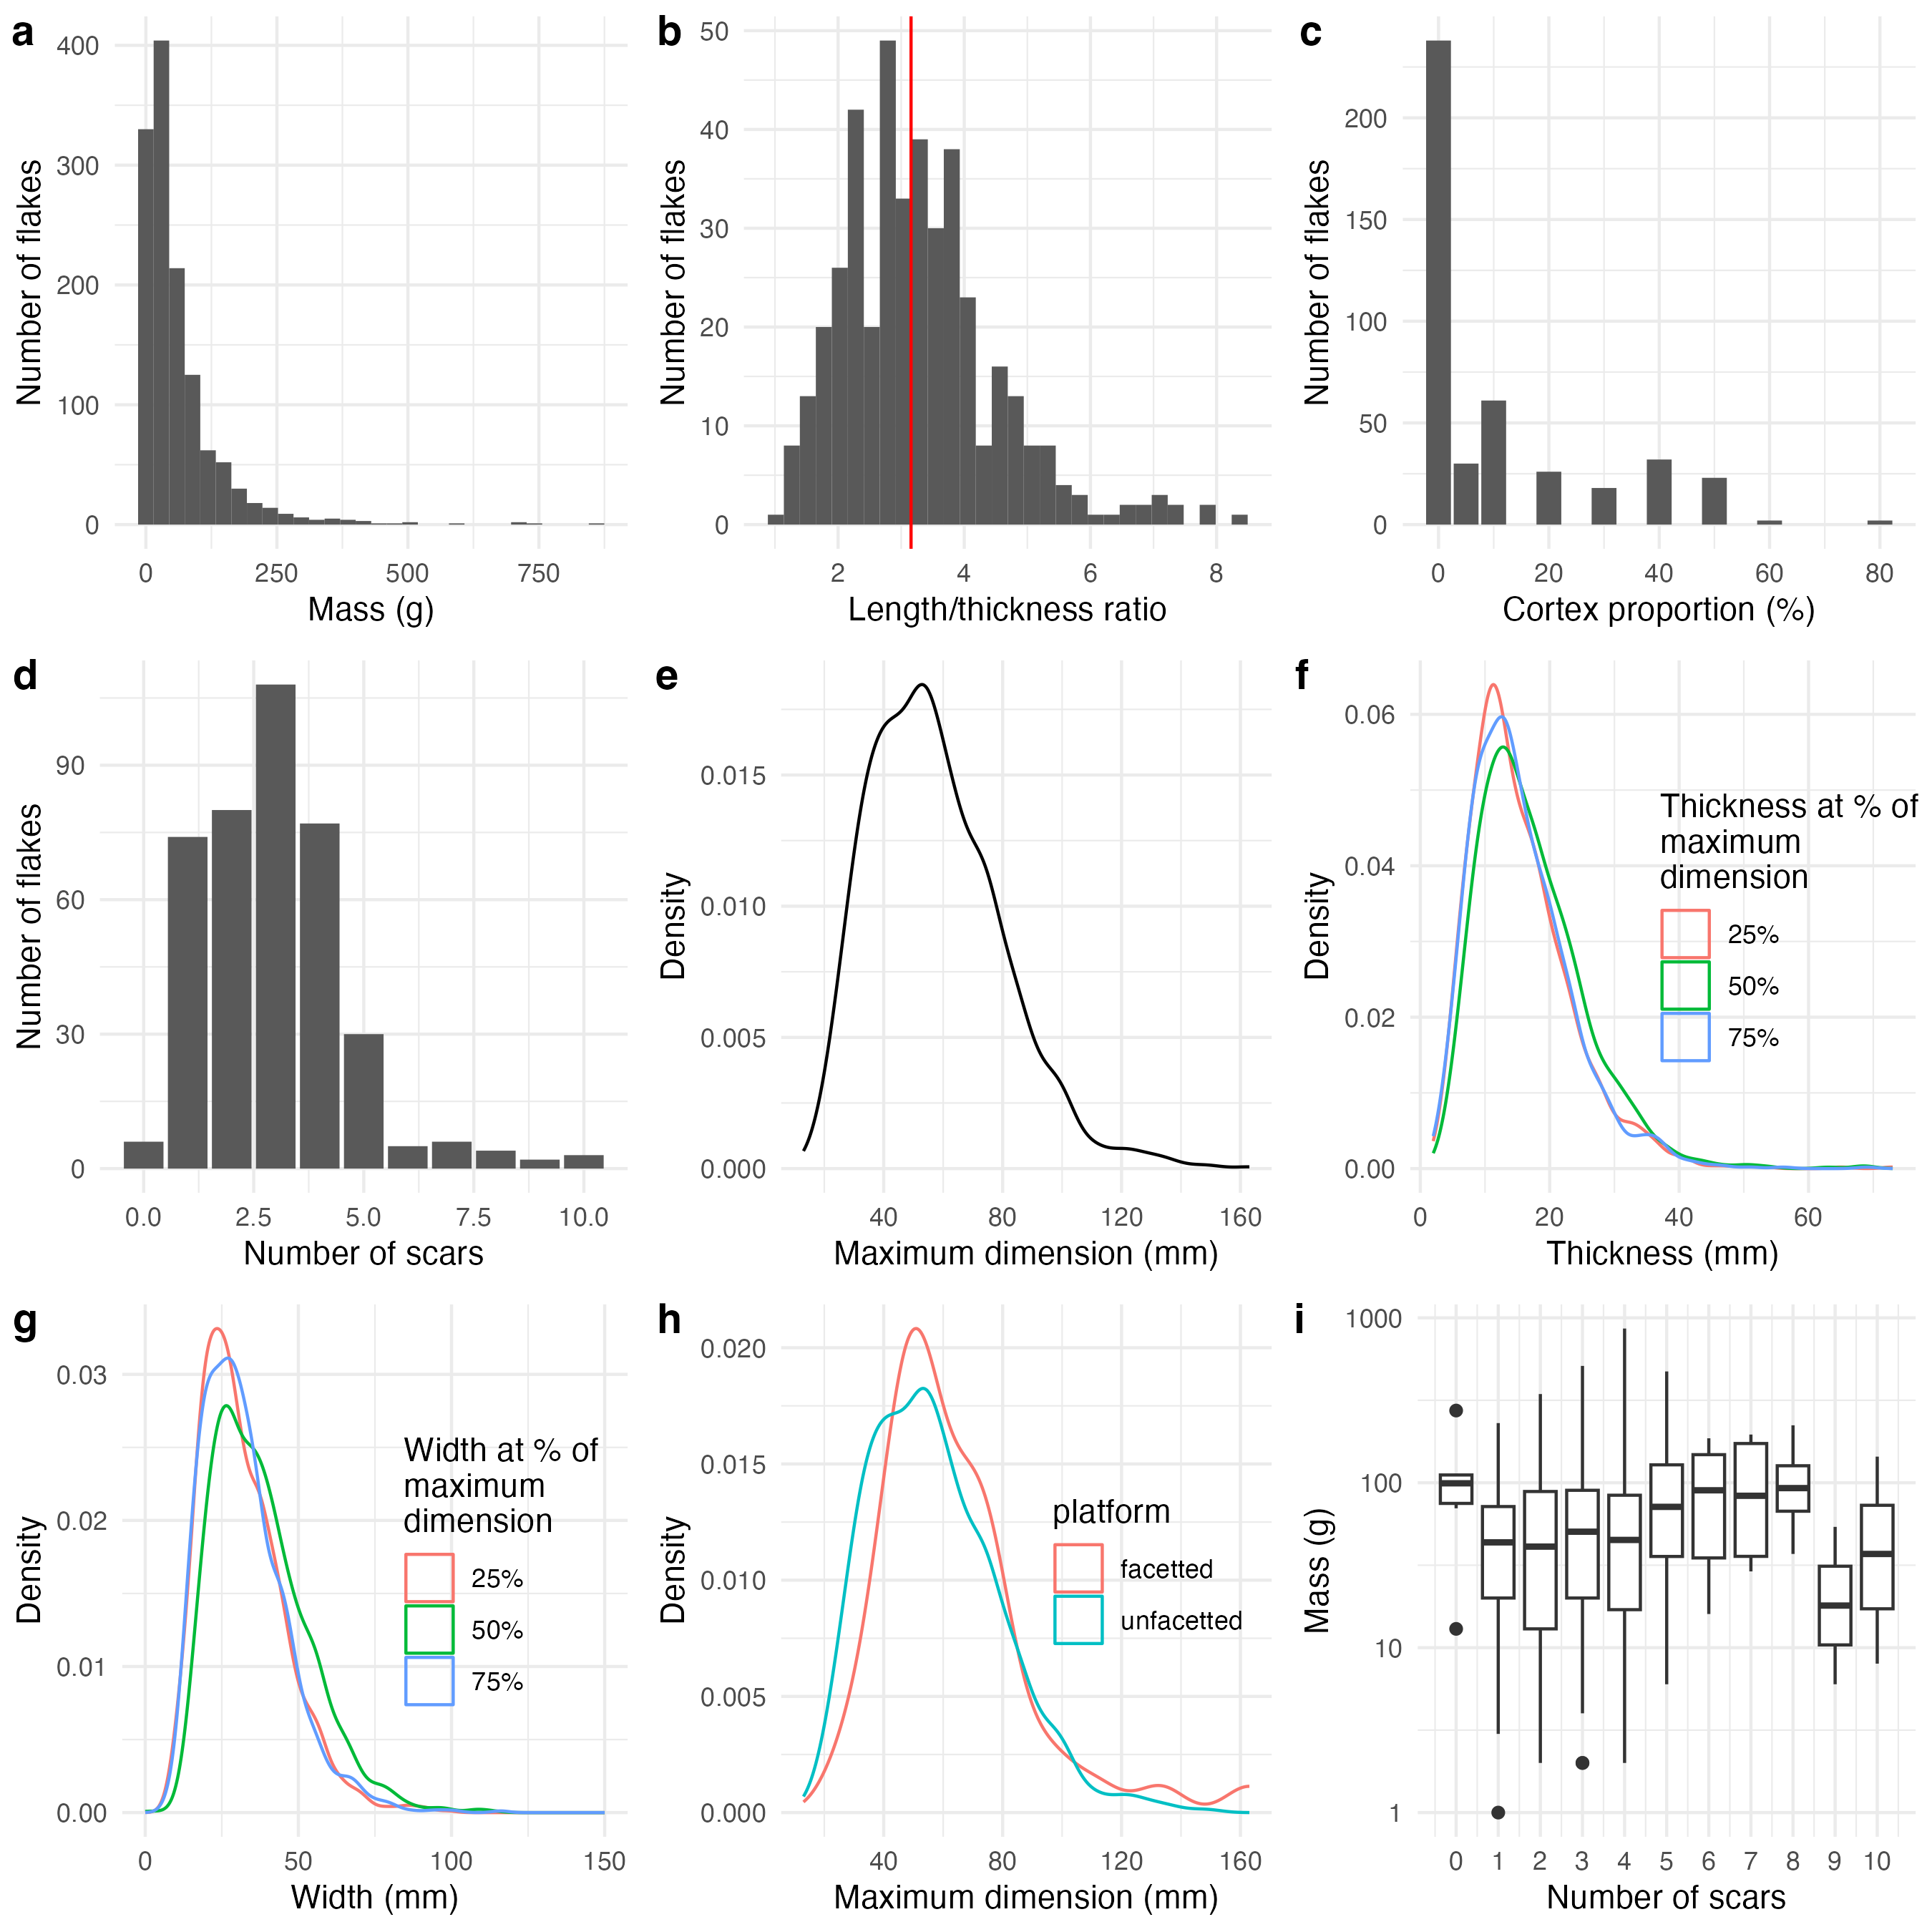 a
400
300
200
100
0
Number of flakes
0 250 500 750
Mass (g)
b
50
40
30
20
10
0
Number of flakes
2 4 6 8
Length/thickness ratio
c
200
150
100
50
0
Number of flakes
0 20 40 60 80
Cortex proportion (%)
d
90
60
30
0
Number of flakes
0.0 2.5 5.0 7.5 10.0
Number of scars
e
0.015
0.010
0.005
0.000
Density
40 80 120 160
Maximum dimension (mm)
f
0.06
0.04
0.02
0.00
Density
Thickness at % of
maximum
dimension
25%
50%
75%
0 20 40 60
Thickness (mm)
g
0.03
0.02
0.01
0.00
Density
Width at % of
maximum
dimension
25%
50%
75%
0 50 100 150
Width (mm)
h
0.020
0.015
0.010
0.005
0.000
Density
platform
facetted
unfacetted
40 80 120 160
Maximum dimension (mm)
i
1000
100
10
1
Mass (g)
0 1 2 3 4 5 6 7 8 9 10
Number of scars